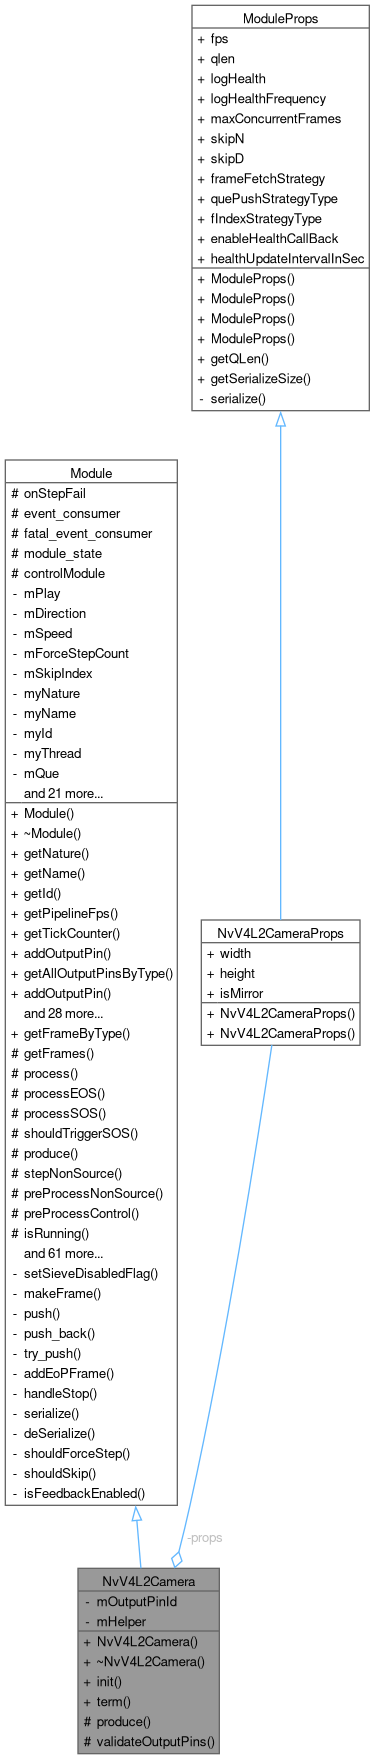 ModuleProps
+ fps
+ qlen
+ logHealth
+ logHealthFrequency
+ maxConcurrentFrames
+ skipN
+ skipD
+ frameFetchStrategy
+ quePushStrategyType
+ fIndexStrategyType
+ enableHealthCallBack
+ healthUpdateIntervalInSec
+ ModuleProps()
+ ModuleProps()
+ ModuleProps()
+ ModuleProps()
+ getQLen()
+ getSerializeSize()
- serialize()
Module
# onStepFail
# event_consumer
# fatal_event_consumer
# module_state
# controlModule
- mPlay
- mDirection
- mSpeed
- mForceStepCount
- mSkipIndex
- myNature
- myName
- myId
- myThread
- mQue
and 21 more...
+ Module()
+ ~Module()
+ getNature()
+ getName()
+ getId()
+ getPipelineFps()
+ getTickCounter()
+ addOutputPin()
+ getAllOutputPinsByType()
+ addOutputPin()
and 28 more...
+ getFrameByType()
# getFrames()
# process()
# processEOS()
# processSOS()
# shouldTriggerSOS()
# produce()
# stepNonSource()
# preProcessNonSource()
# preProcessControl()
# isRunning()
and 61 more...
- setSieveDisabledFlag()
- makeFrame()
- push()
- push_back()
- try_push()
- addEoPFrame()
- handleStop()
- serialize()
- deSerialize()
- shouldForceStep()
- shouldSkip()
- isFeedbackEnabled()
NvV4L2CameraProps
+ width
+ height
+ isMirror
+ NvV4L2CameraProps()
+ NvV4L2CameraProps()
-props
NvV4L2Camera
- mOutputPinId
- mHelper
+ NvV4L2Camera()
+ ~NvV4L2Camera()
+ init()
+ term()
# produce()
# validateOutputPins()